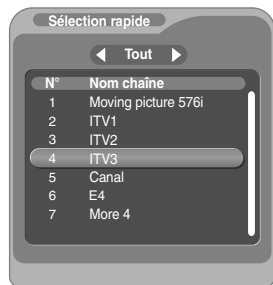 Sélection rapide
Tout
N° Nom chaîne
1 Moving picture 576i
2 ITV1
3 ITV2
4 ITV3
5 Canal
6 E4
7 More 4